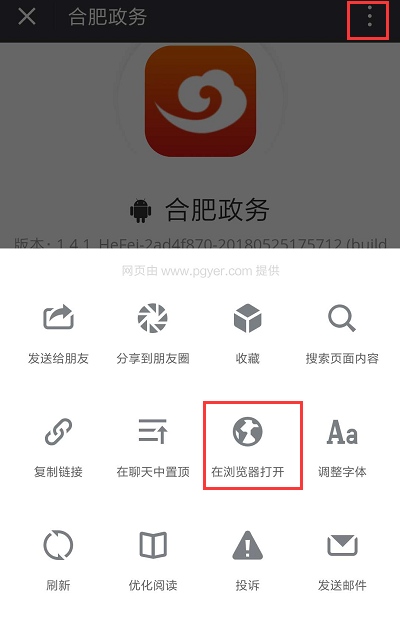 合肥政务
合肥政务
版本：1.4.1_HeFei-2ad4f870-20180525175712 (build
网页由 www.pgyer.com 提供
发送给朋友 分享到朋友圈 收藏 搜索页面内容
Aa
复制链接 在聊天中置顶 在浏览器打开 调整字体
刷新 优化阅读 投诉 发送邮件